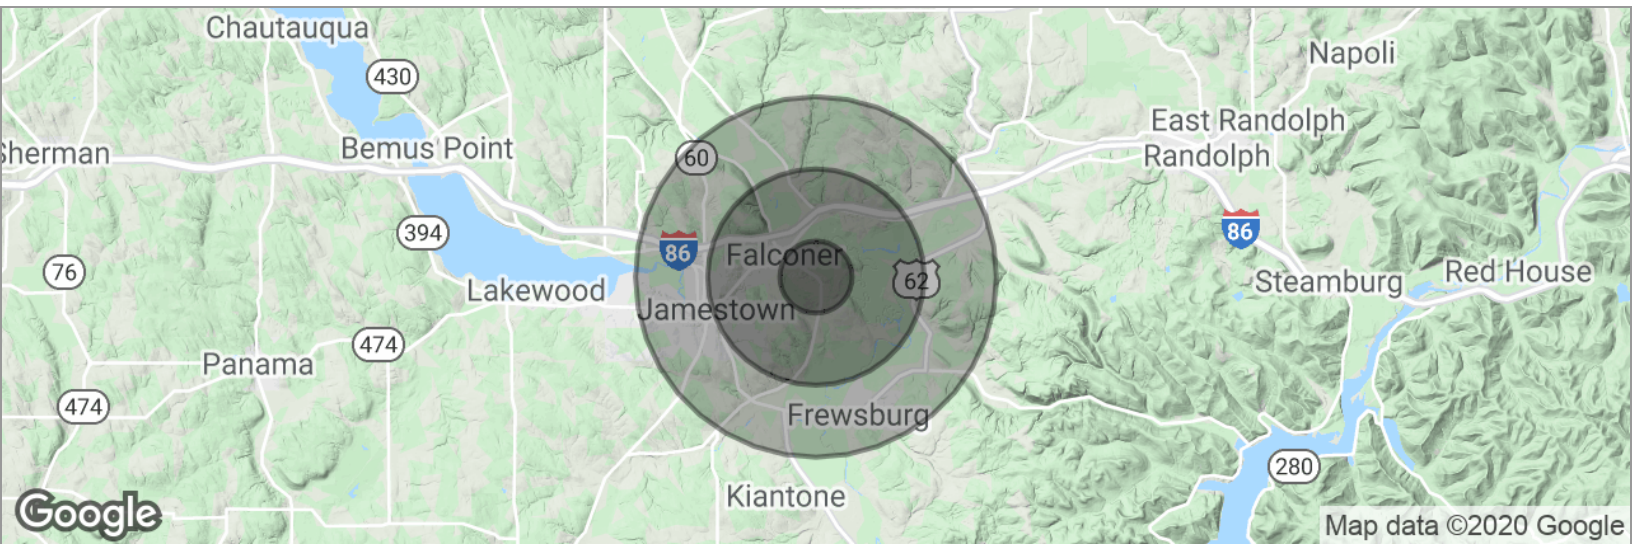 Chautauqua
Napoli
430
East Randolph
Bemus Point
Sherman
Randolph
60
394
86
86
Falconer
76
62
Steamburg
Red House
Lakewood
Jamestown
474
Panama
474
Frewsburg
280
Kiantone
Google
Map data ©2020 Google